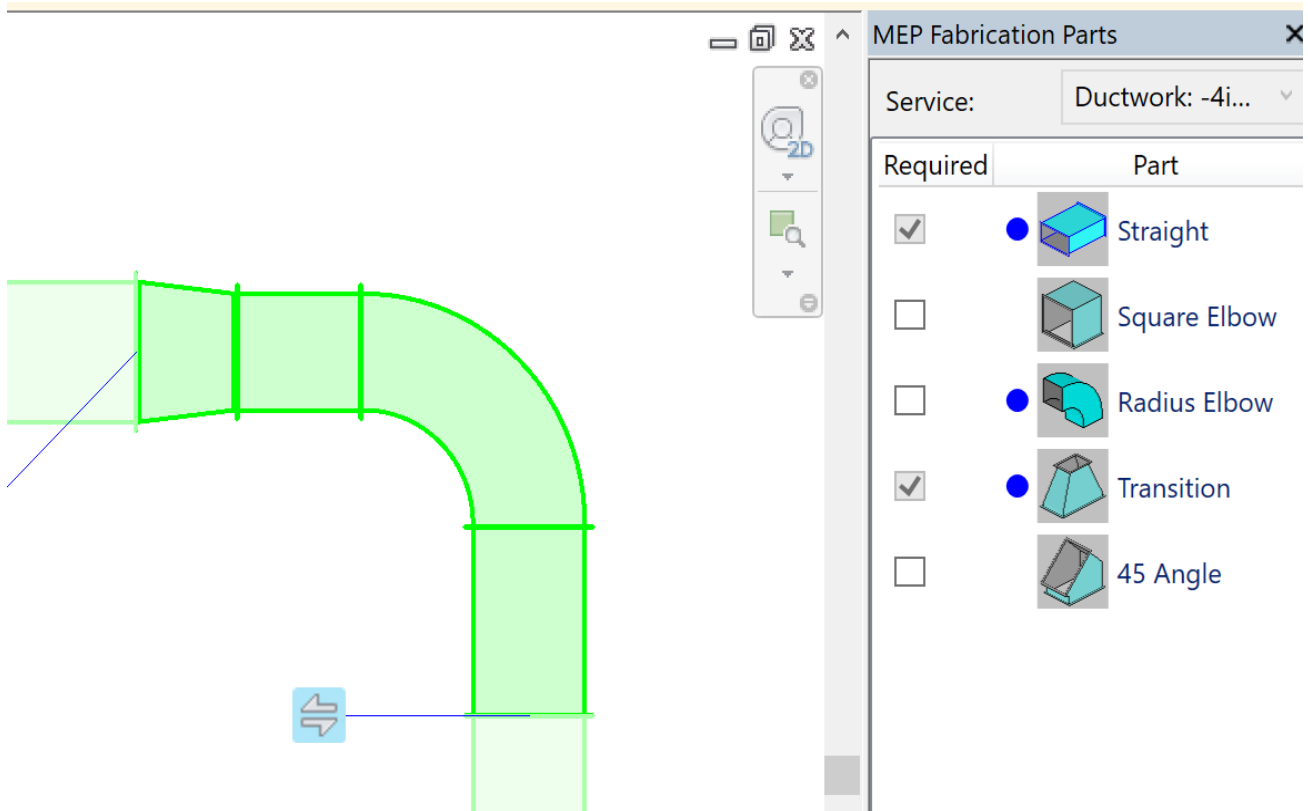 MEP Fabrication Parts
Service: Ductwork: -4i...
2D
Required Part
Straight
Square Elbow
Radius Elbow
Transition
45 Angle